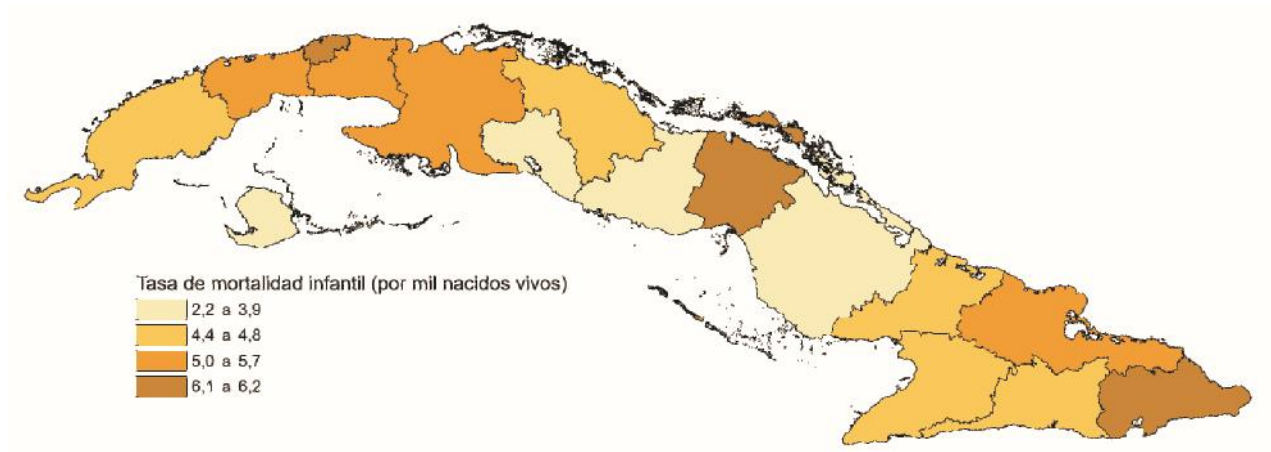 Tasa de mortalidad infantil (por mil nacidos vivos)
2,2 a 3,9
4,4 a 4,8
5,0 a 5,7
6,1 a 6,2